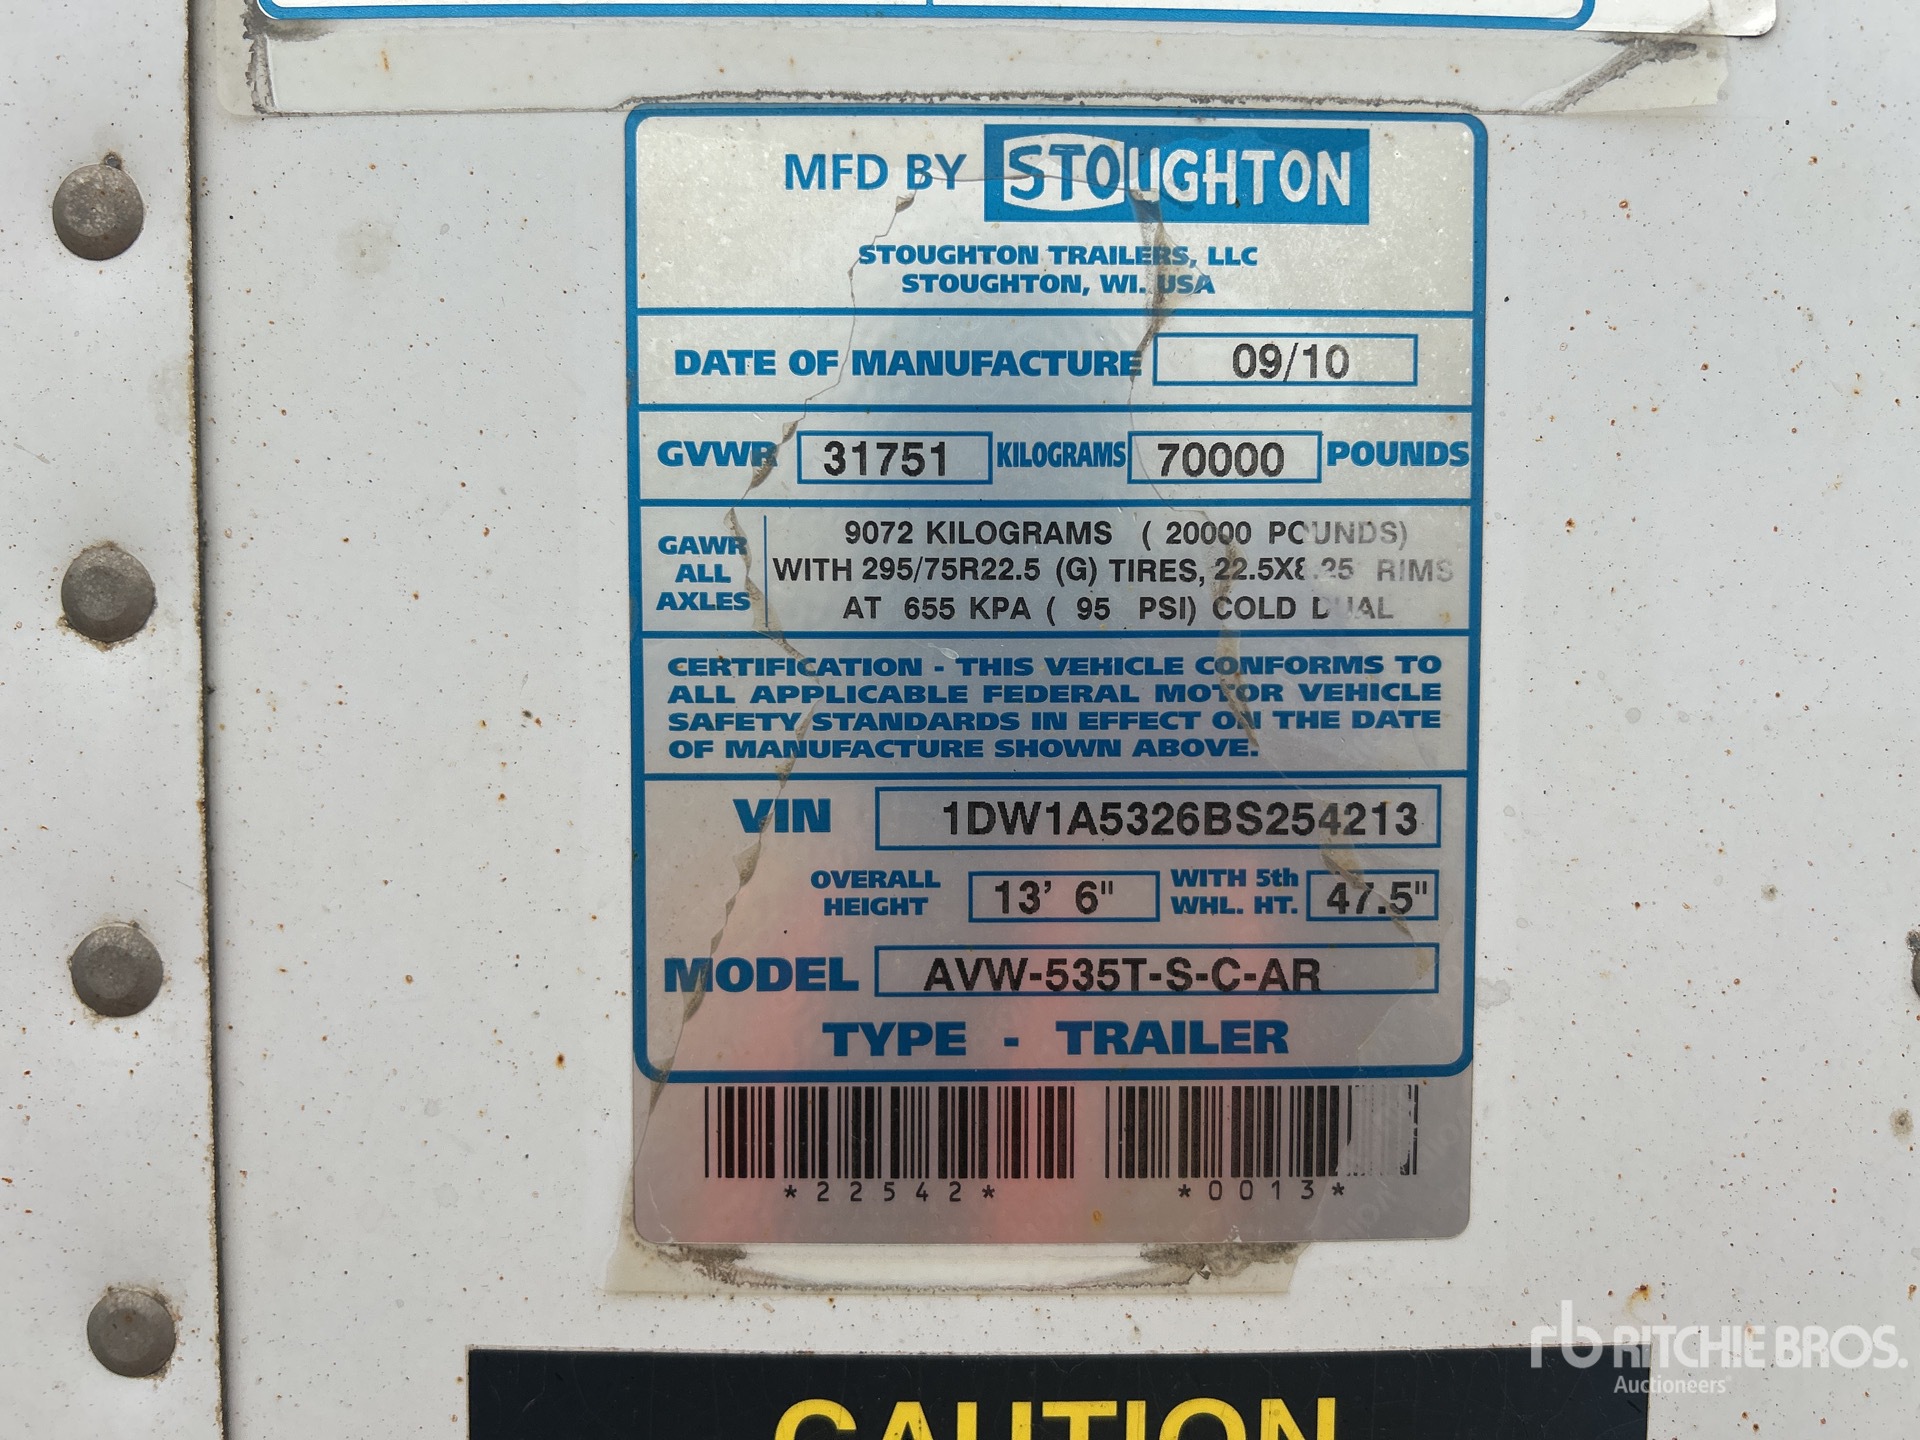 MFD BY STOUGHTON
STOUGHTON TRAILERS, LLC
STOUGHTON, WI. USA
DATE OF MANUFACTURE 09/10
GVWR 31751 KILOGRAMS 70000 POUNDS
GAWR ALL AXLES
9072 KILOGRAMS ( 20000 POUNDS)
WITH 295/75R22.5 (G) TIRES, 22.5X8.25 RIMS
AT 655 KPA ( 95 PSI) COLD DUAL
CERTIFICATION - THIS VEHICLE CONFORMS TO
ALL APPLICABLE FEDERAL MOTOR VEHICLE
SAFETY STANDARDS IN EFFECT ON THE DATE
OF MANUFACTURE SHOWN ABOVE.
VIN 1DW1A5326BS254213
OVERALL HEIGHT 13' 6" WITH 5th WHL. HT. 47.5"
MODEL AVW-535T-S-C-AR
TYPE - TRAILER
*22542* *0013*
CAUTION
rb RITCHIE BROS.
Auctioneers